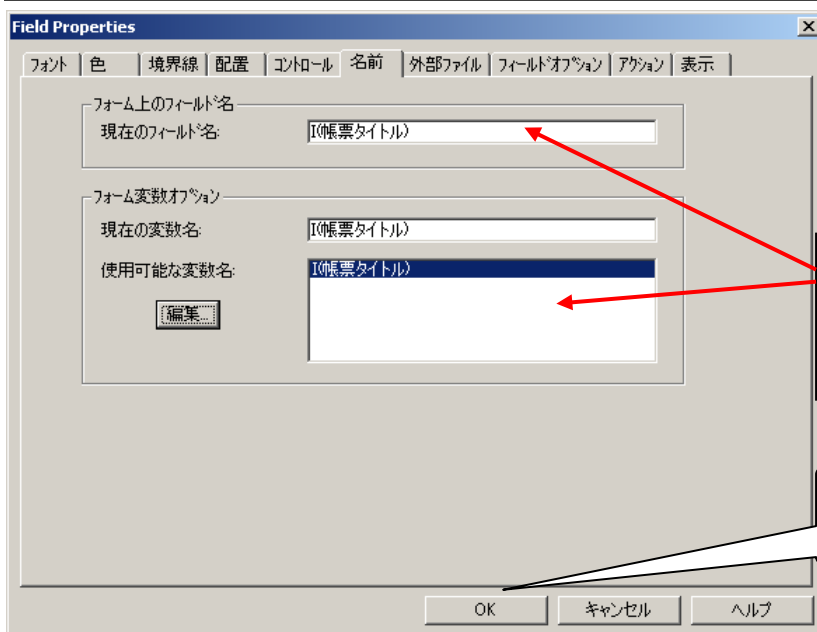 Field Properties
フォント 色 境界線 配置 コントロール 名前 外部ファイル フィールドオプション アクション 表示
フォーム上のフィールド名
現在のフィールド名:
I(帳票タイトル)
フォーム変数オプション
現在の変数名:
I(帳票タイトル)
使用可能な変数名:
I(帳票タイトル)
編集...
OK キャンセル ヘルプ